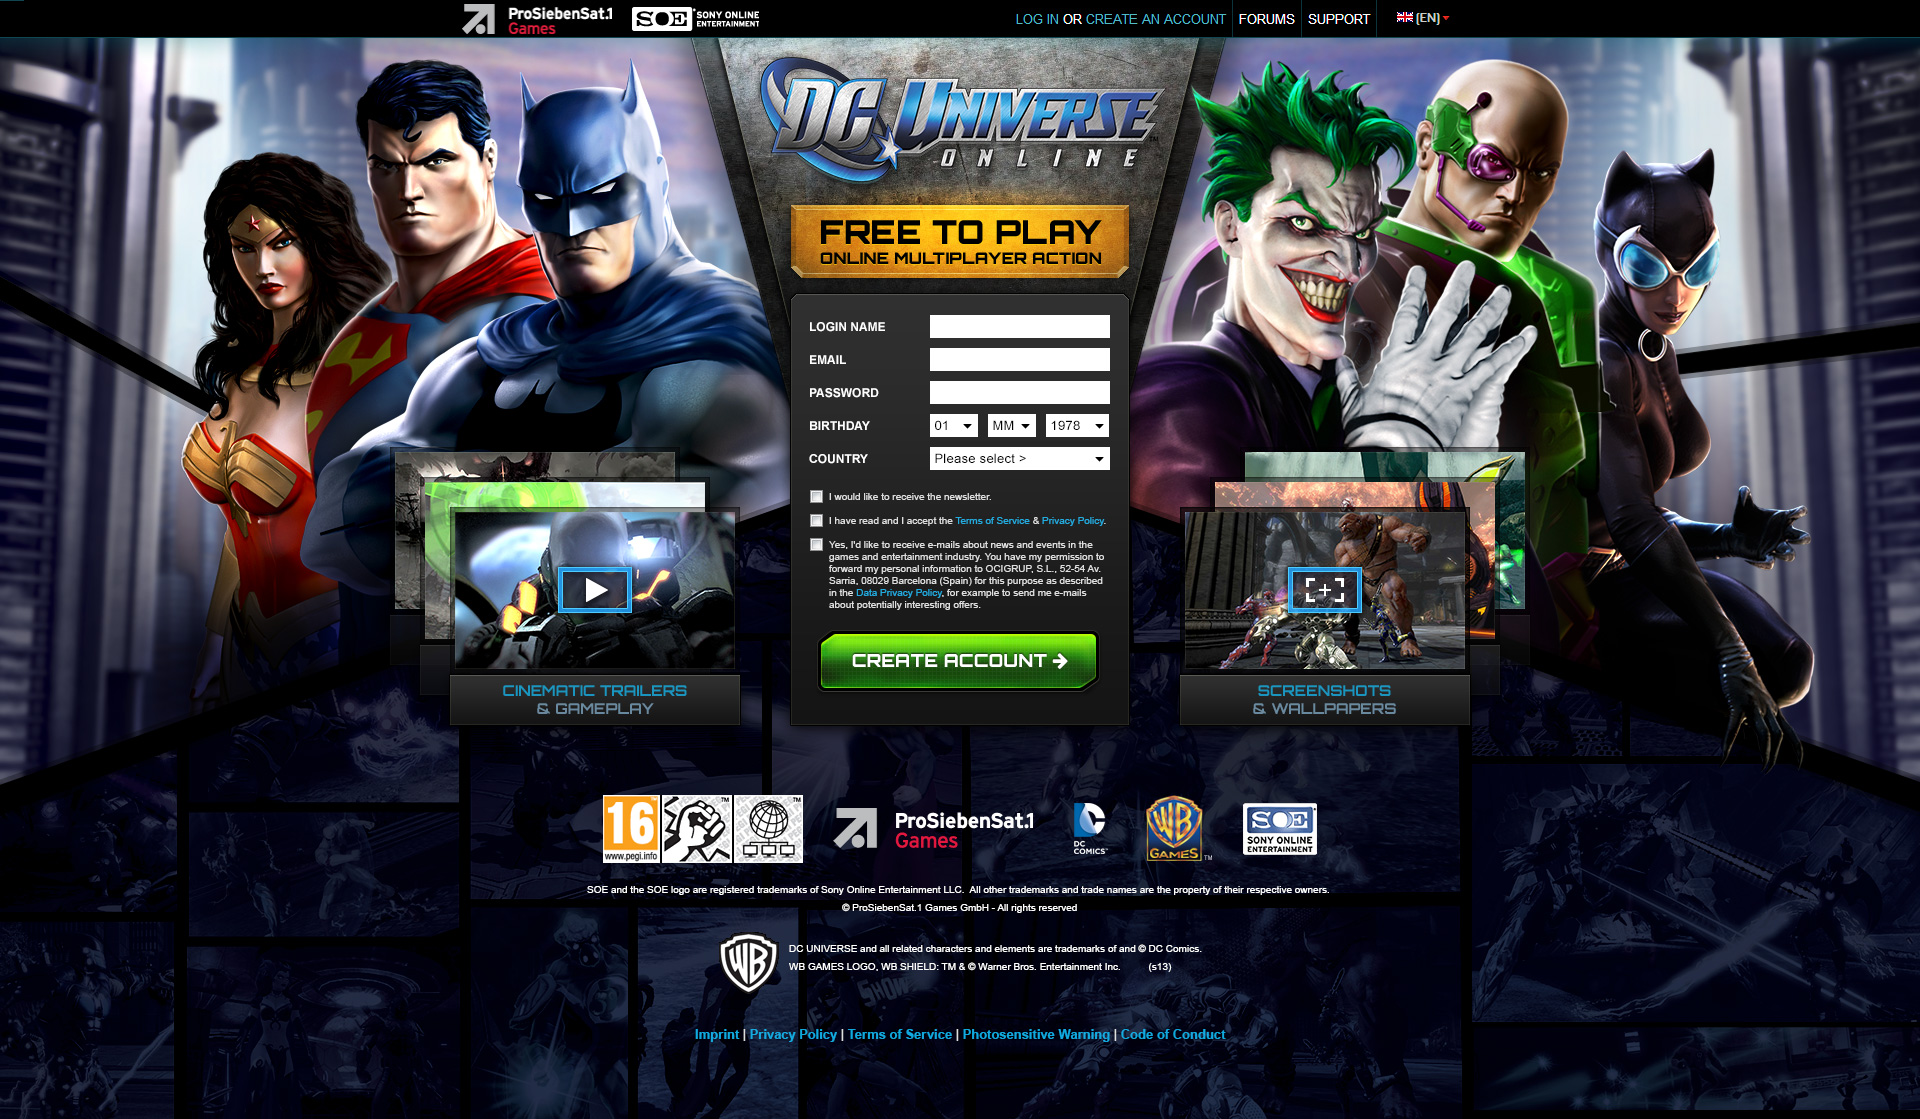 ProSiebenSat.1
Games
SOE SONY ONLINE
ENTERTAINMENT
LOG IN OR CREATE AN ACCOUNT
FORUMS
SUPPORT
[EN]
DC UNIVERSE™
ONLINE
FREE TO PLAY
ONLINE MULTIPLAYER ACTION
LOGIN NAME
EMAIL
PASSWORD
BIRTHDAY 01 MM 1978
COUNTRY Please select >
I would like to receive the newsletter.
I have read and I accept the Terms of Service & Privacy Policy.
Yes, I'd like to receive e-mails about news and events in the
games and entertainment industry. You have my permission to
forward my personal information to OCIGRUP, S.L., 52-54 Av.
Sarria, 08029 Barcelona (Spain) for this purpose as described
in the Data Privacy Policy, for example to send me e-mails
about potentially interesting offers.
CREATE ACCOUNT
CINEMATIC TRAILERS
& GAMEPLAY
SCREENSHOTS
& WALLPAPERS
16
www.pegi.info
™
™
ProSiebenSat.1
Games
DC
COMICS™
WB
GAMES ™
SOE
SONY ONLINE
ENTERTAINMENT
SOE and the SOE logo are registered trademarks of Sony Online Entertainment LLC. All other trademarks and trade names are the property of their respective owners.
© ProSiebenSat.1 Games GmbH - All rights reserved
WB
DC UNIVERSE and all related characters and elements are trademarks of and © DC Comics.
WB GAMES LOGO, WB SHIELD: TM & © Warner Bros. Entertainment Inc. (s13)
SHOW
Imprint | Privacy Policy | Terms of Service | Photosensitive Warning | Code of Conduct